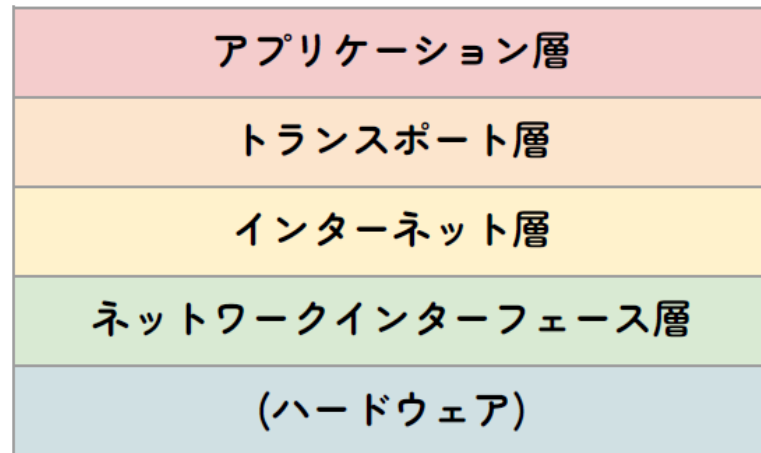 アプリケーション層
トランスポート層
インターネット層
ネットワークインターフェース層
(ハードウェア)